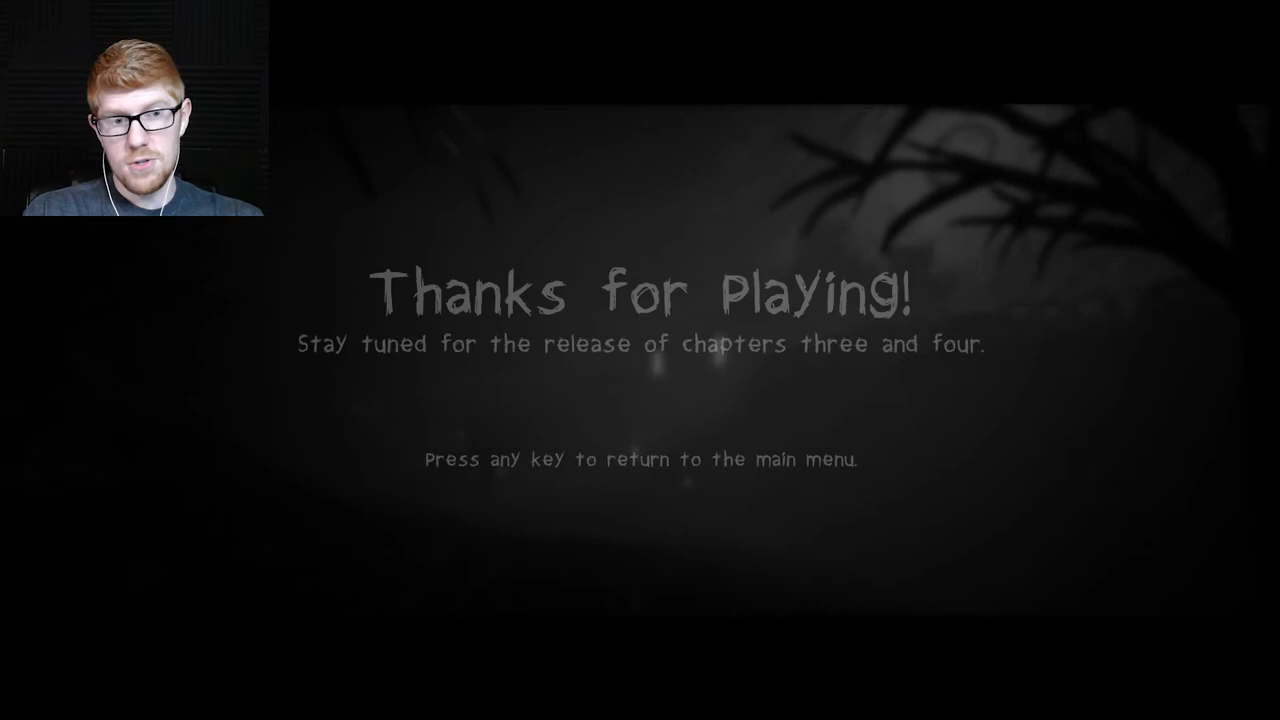 Thanks for Playing!
Stay tuned for the release of chapters three and four.
Press any key to return to the main menu.